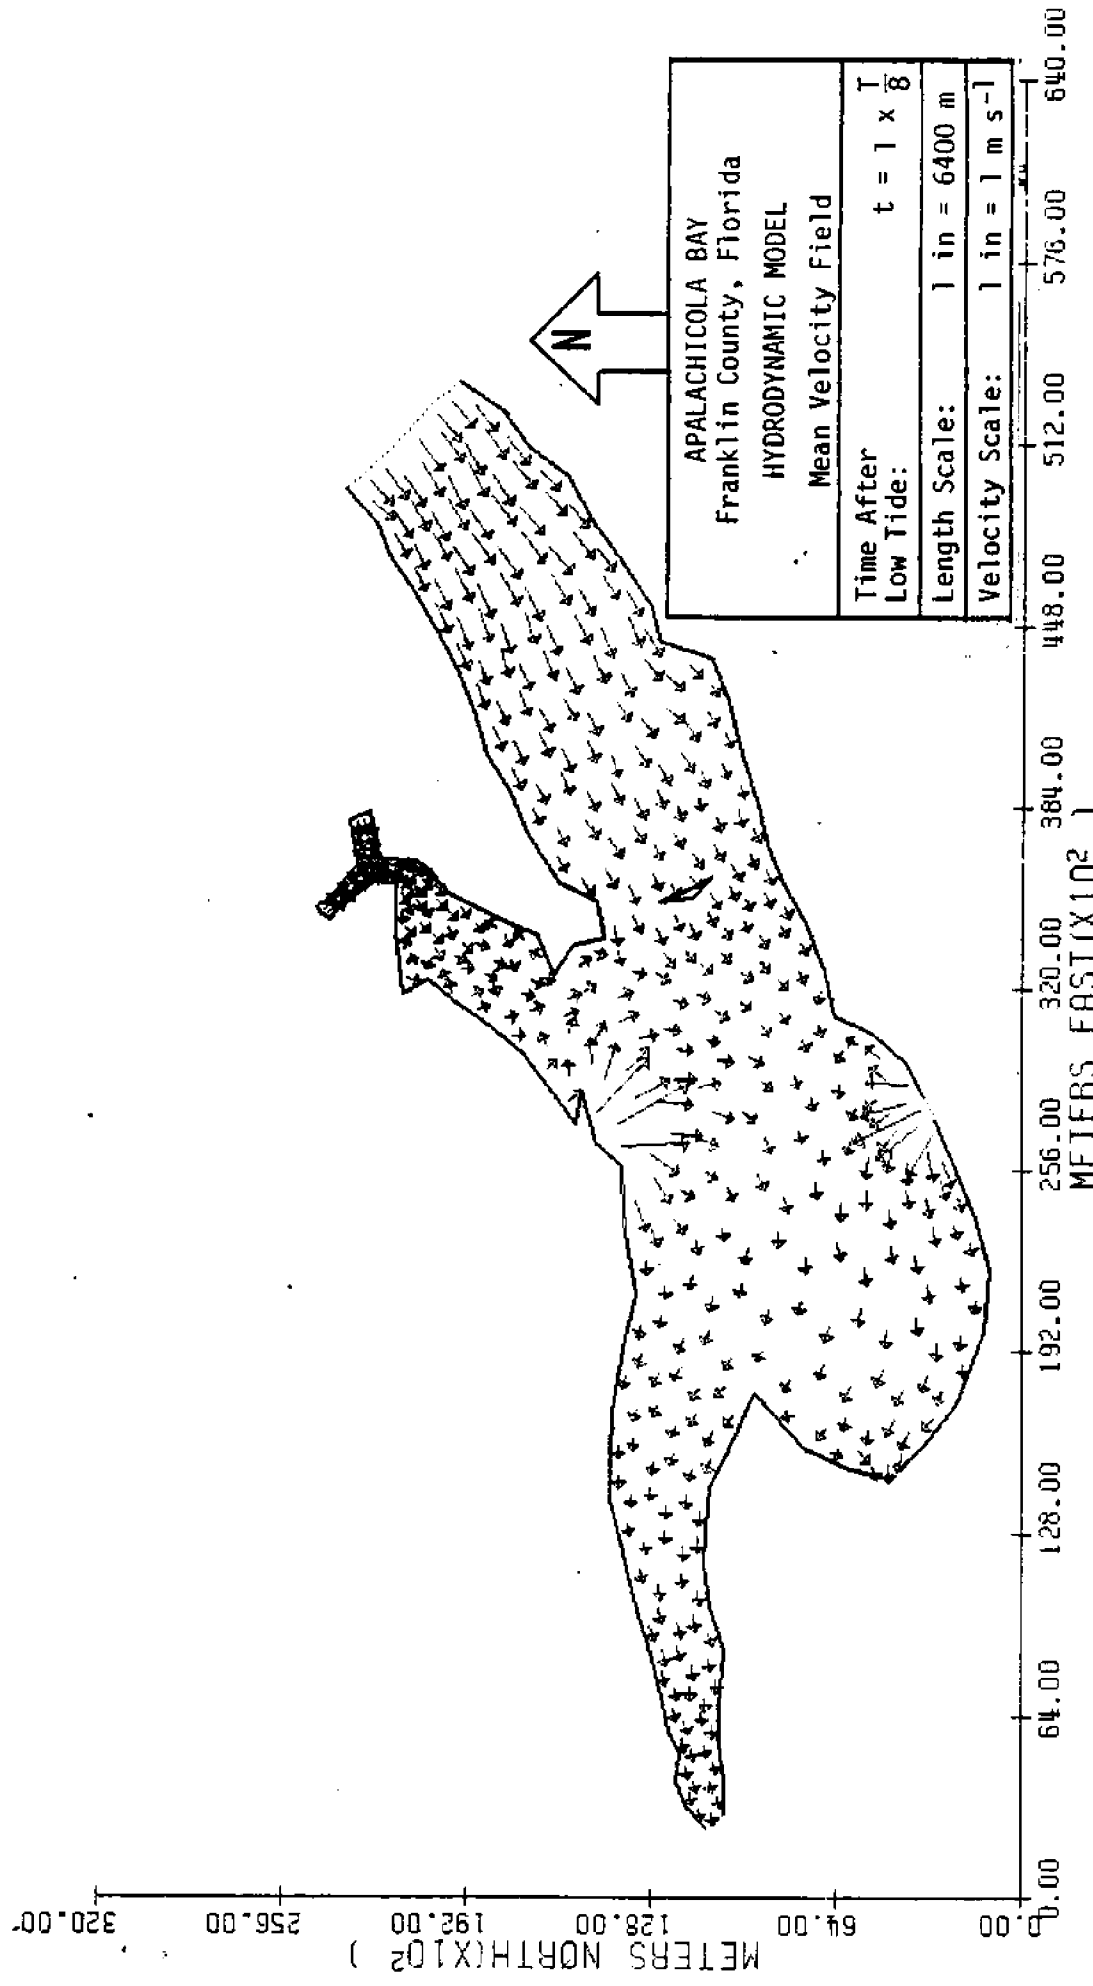 N
APALACHICOLA BAY
Franklin County, Florida
HYDRODYNAMIC MODEL
Mean Velocity Field
Time After
Low Tide: t = 1 x T/8
Length Scale: 1 in = 6400 m
Velocity Scale: 1 in = 1 m s⁻¹
METERS NORTH(X10² )
320.00
256.00
192.00
128.00
64.00
0.00
0.00
64.00
128.00
192.00
256.00
320.00
384.00
448.00
512.00
576.00
640.00
METERS EAST(X10² )